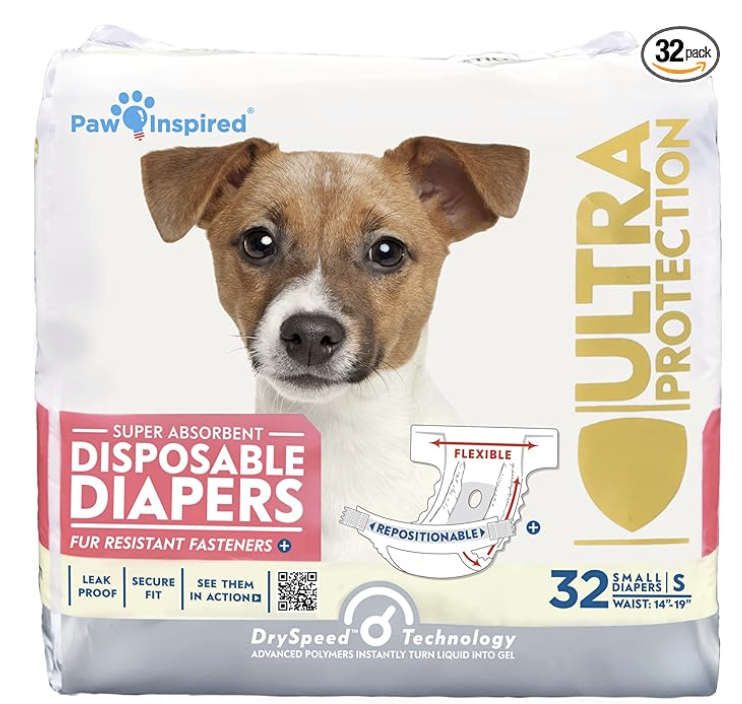 32 pack
Paw Inspired®
ULTRA
PROTECTION
SUPER ABSORBENT
DISPOSABLE
DIAPERS
FUR RESISTANT FASTENERS +
FLEXIBLE
REPOSITIONABLE
+
LEAK
PROOF
SECURE
FIT
SEE THEM
IN ACTION
32 SMALL DIAPERS S
WAIST: 14”-19”
DrySpeed™ Technology
ADVANCED POLYMERS INSTANTLY TURN LIQUID INTO GEL